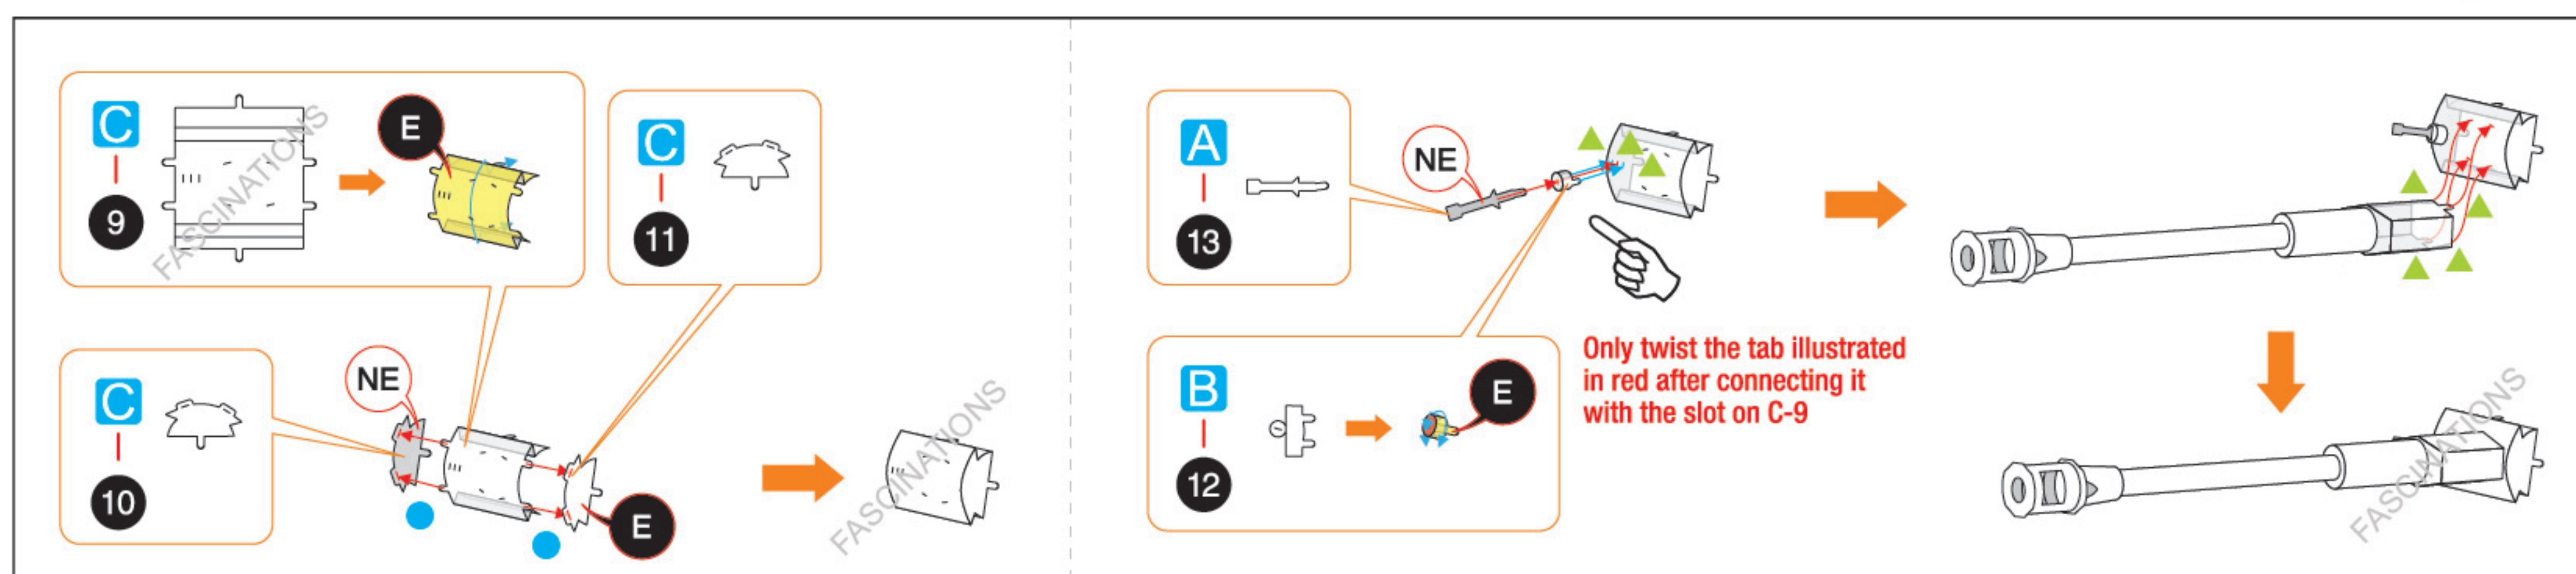 C
9
FASCINATIONS
E
C
11
C
10
NE
E
FASCINATIONS
A
13
NE
B
12
E
Only twist the tab illustrated
in red after connecting it
with the slot on C-9
FASCINATIONS